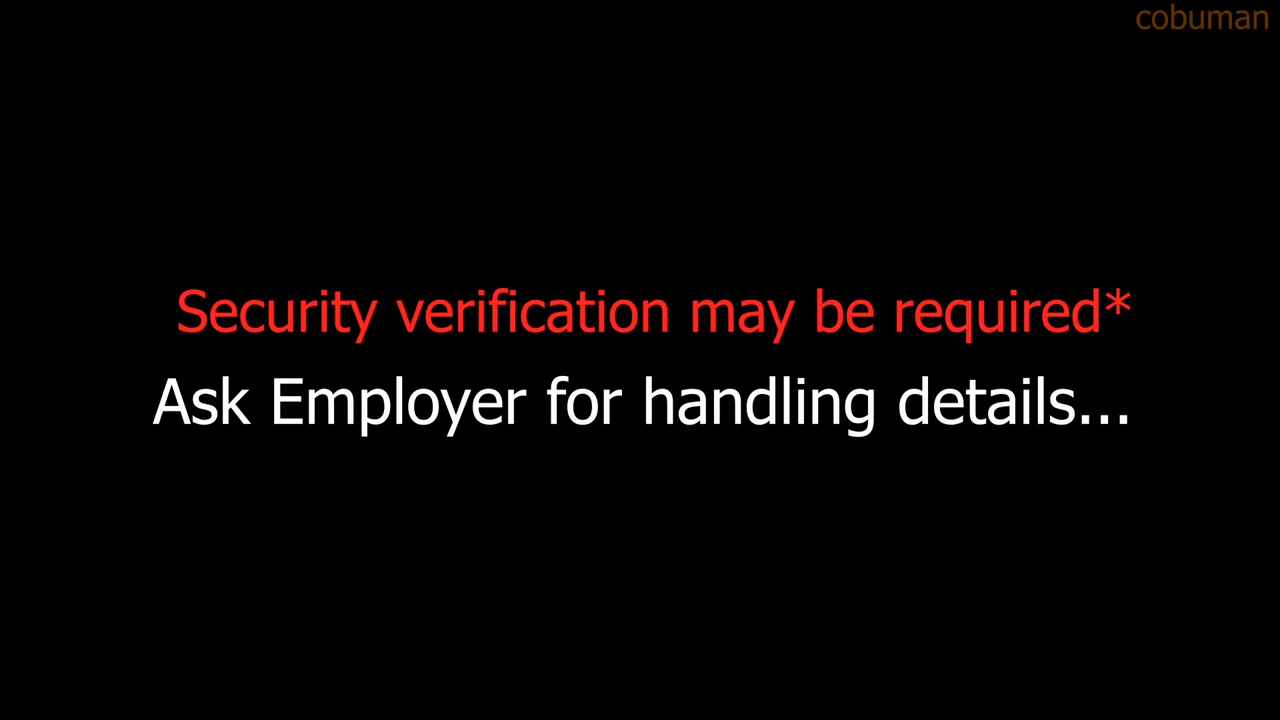 cobuman
Security verification may be required*
Ask Employer for handling details...